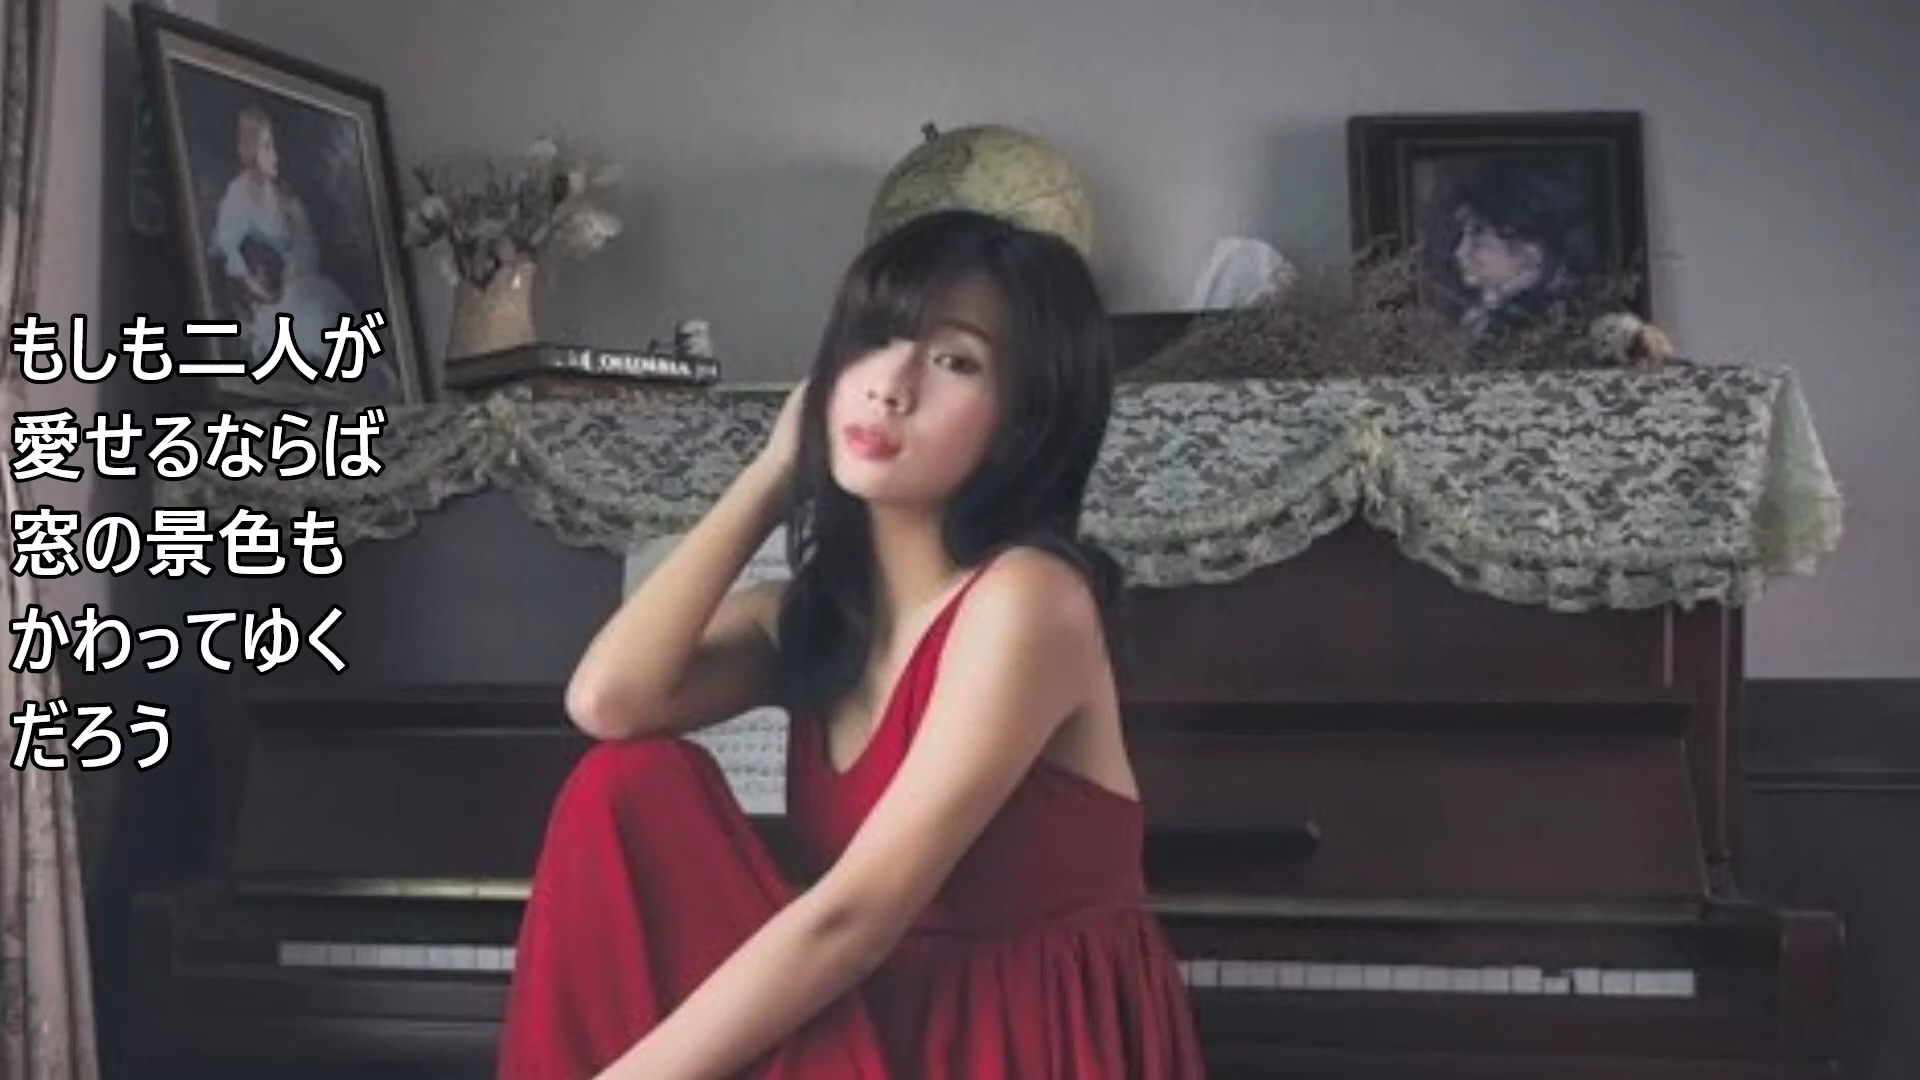 もしも二人が
愛せるならば
窓の景色も
かわってゆく
だろう